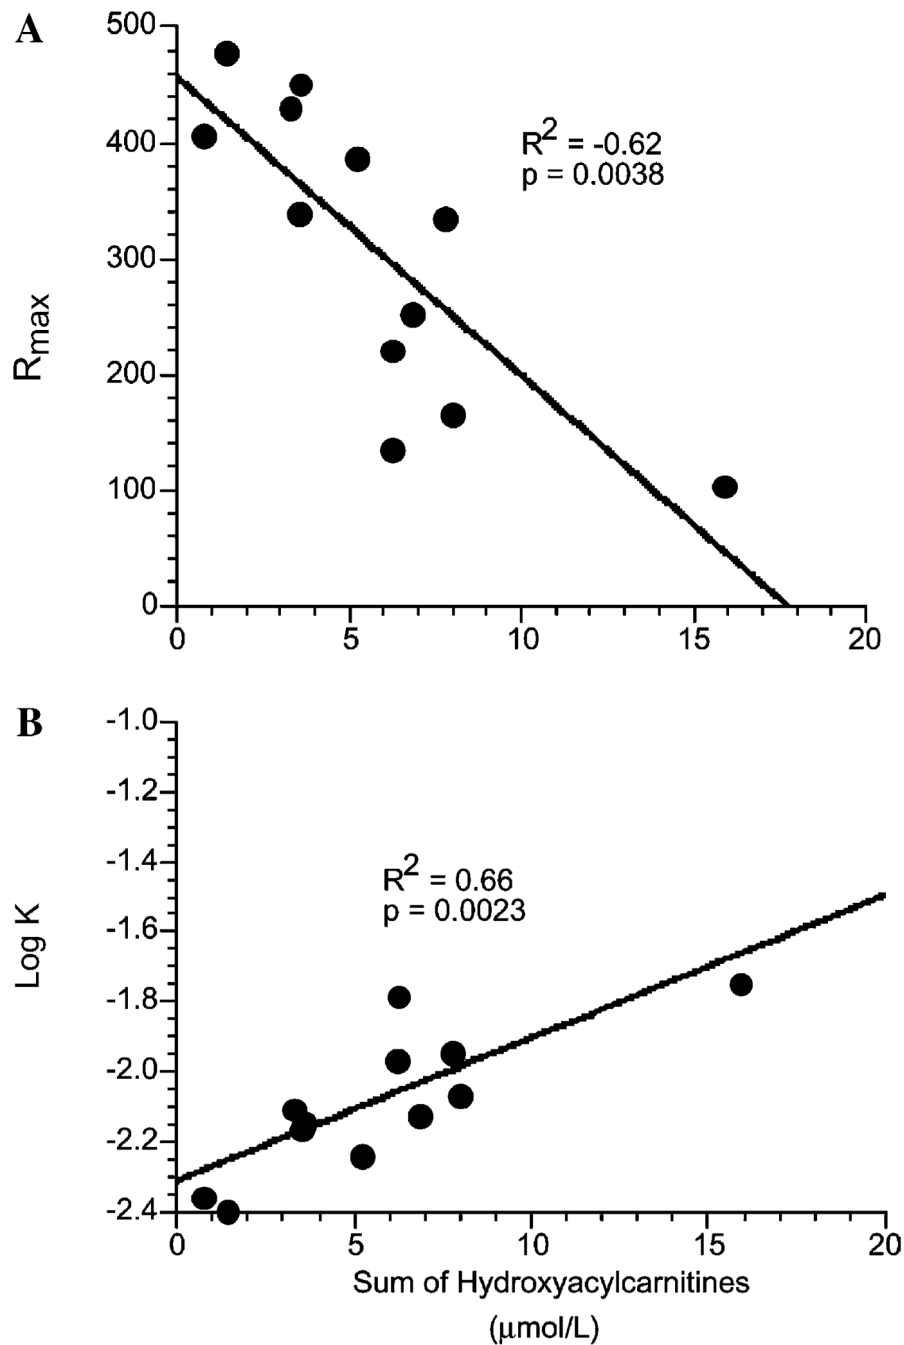 A
500
400
300
200
100
0
R² = -0.62
p = 0.0038
Rmax
0 5 10 15 20
B
-1.0
-1.2
-1.4
-1.6
-1.8
-2.0
-2.2
-2.4
R² = 0.66
p = 0.0023
Log K
0 5 10 15 20
Sum of Hydroxyacylcarnitines
(μmol/L)